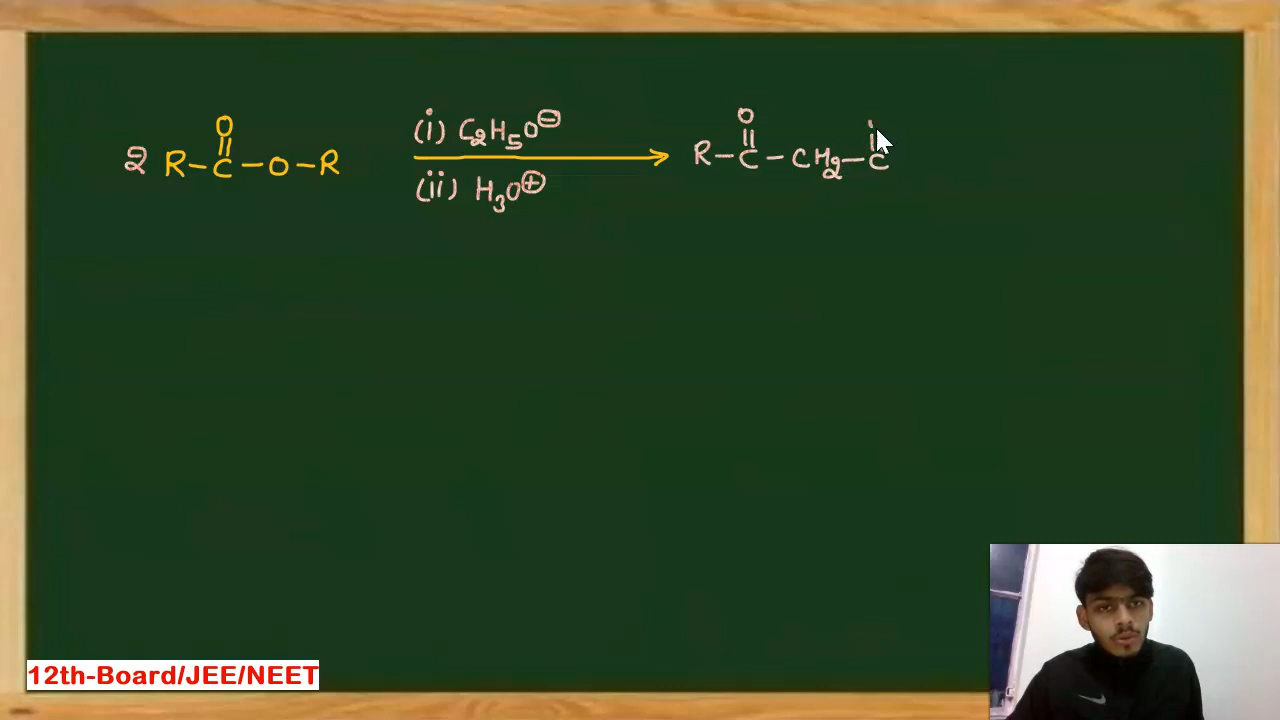 2 R-C(=O)-O-R (i) C₂H₅O⊖ (ii) H₃O⊕ → R-C(=O)-CH₂-C
12th-Board/JEE/NEET